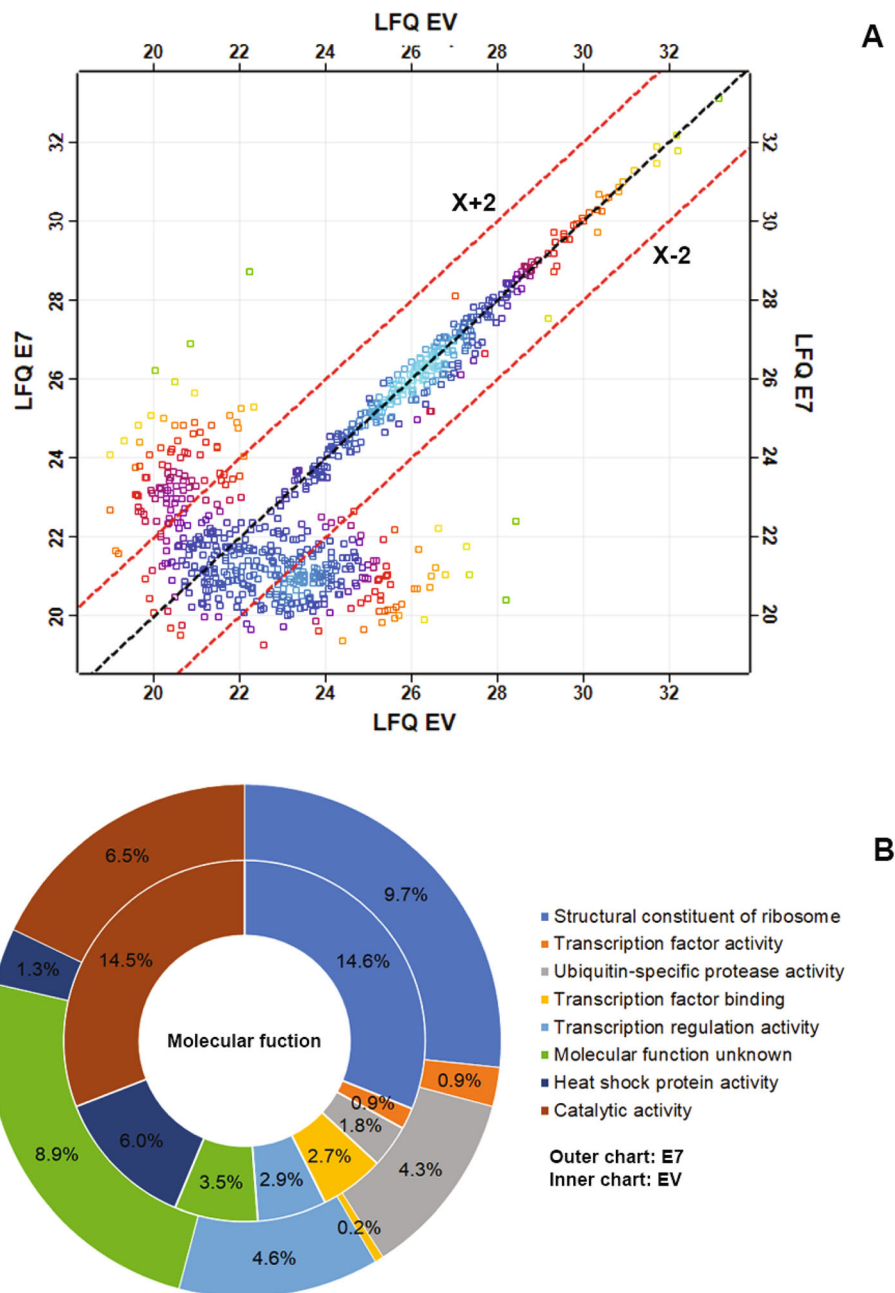 LFQ EV
A
20 22 24 26 28 30 32
32 32
X+2
30 30
X-2
28 28
LFQ E7 LFQ E7
26 26
24 24
22 22
20 20
20 22 24 26 28 30 32
LFQ EV
B
6.5%
9.7%
1.3%
14.5%
14.6%
Molecular fuction
0.9%
0.9%
1.8%
4.3%
2.7%
2.9%
3.5%
6.0%
8.9%
0.2%
4.6%
Structural constituent of ribosome
Transcription factor activity
Ubiquitin-specific protease activity
Transcription factor binding
Transcription regulation activity
Molecular function unknown
Heat shock protein activity
Catalytic activity
Outer chart: E7
Inner chart: EV